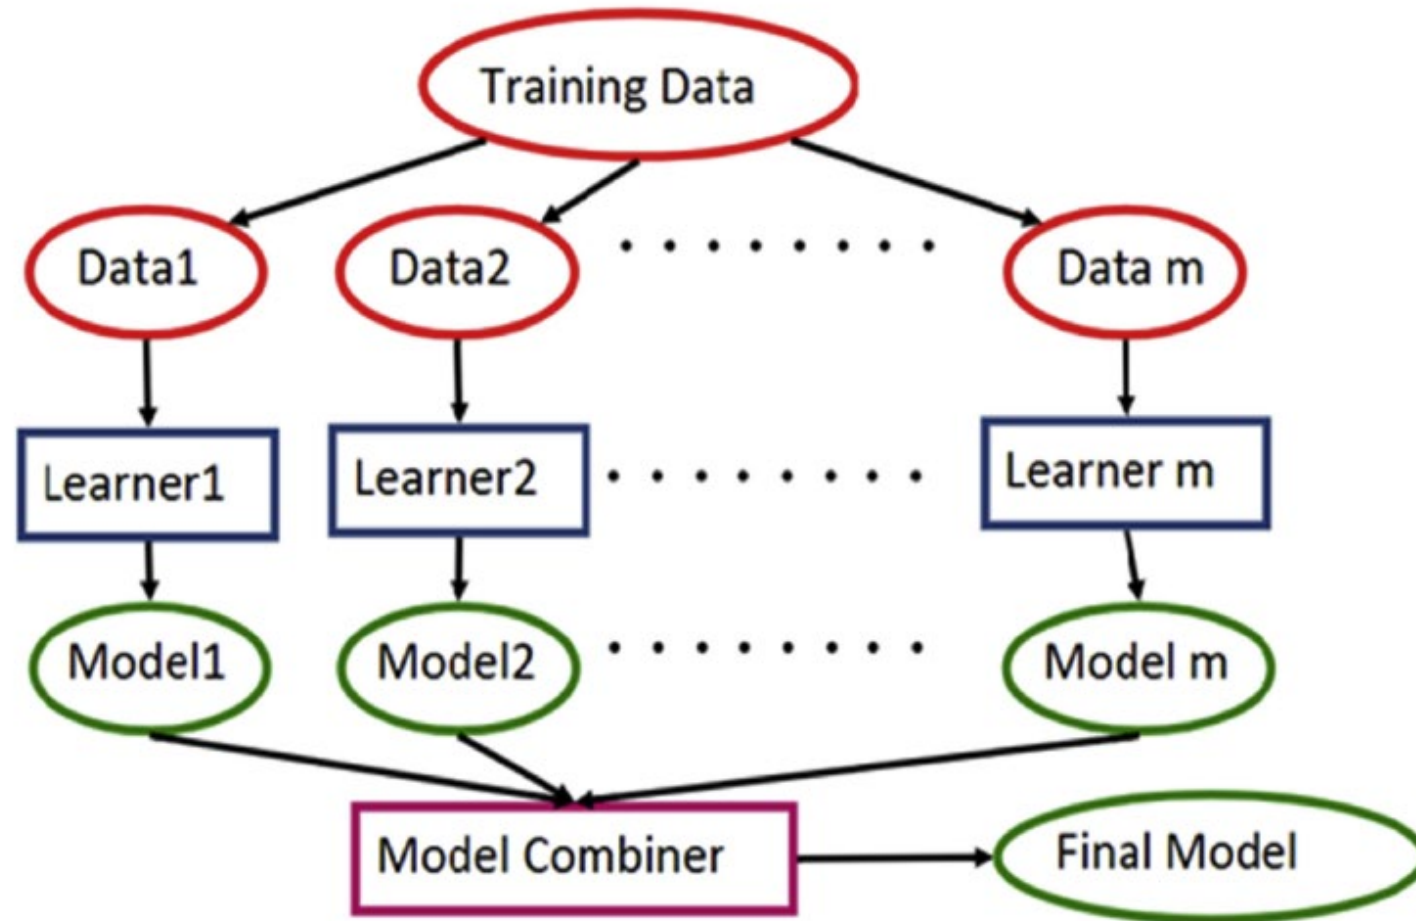 Training Data
Data1
Data2
Data m
Learner1
Learner2
Learner m
Model1
Model2
Model m
Model Combiner
Final Model